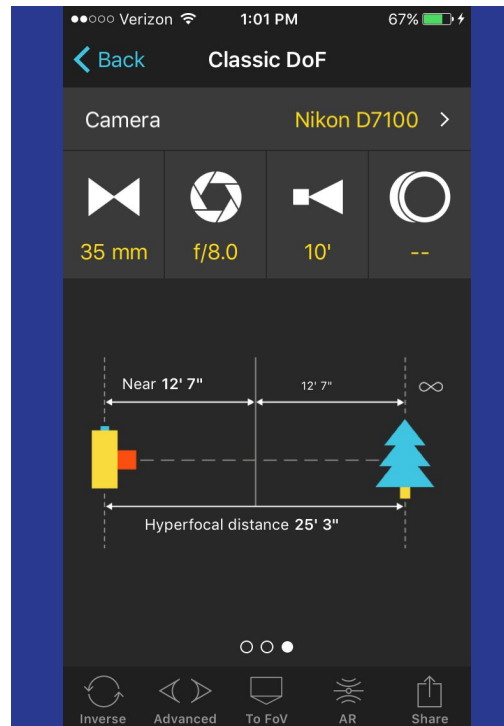 Verizon 1:01 PM 67%
Back Classic DoF
Camera Nikon D7100
35 mm f/8.0 10' --
Near 12' 7" 12' 7" ∞
Hyperfocal distance 25' 3"
Inverse Advanced To FoV AR Share